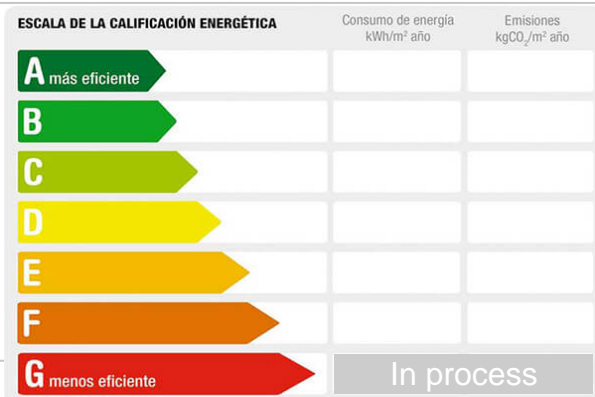 ESCALA DE LA CALIFICACIÓN ENERGÉTICA
Consumo de energía
kWh/m² año
Emisiones
kgCO₂/m² año
A más eficiente
B
C
D
E
F
G menos eficiente
In process